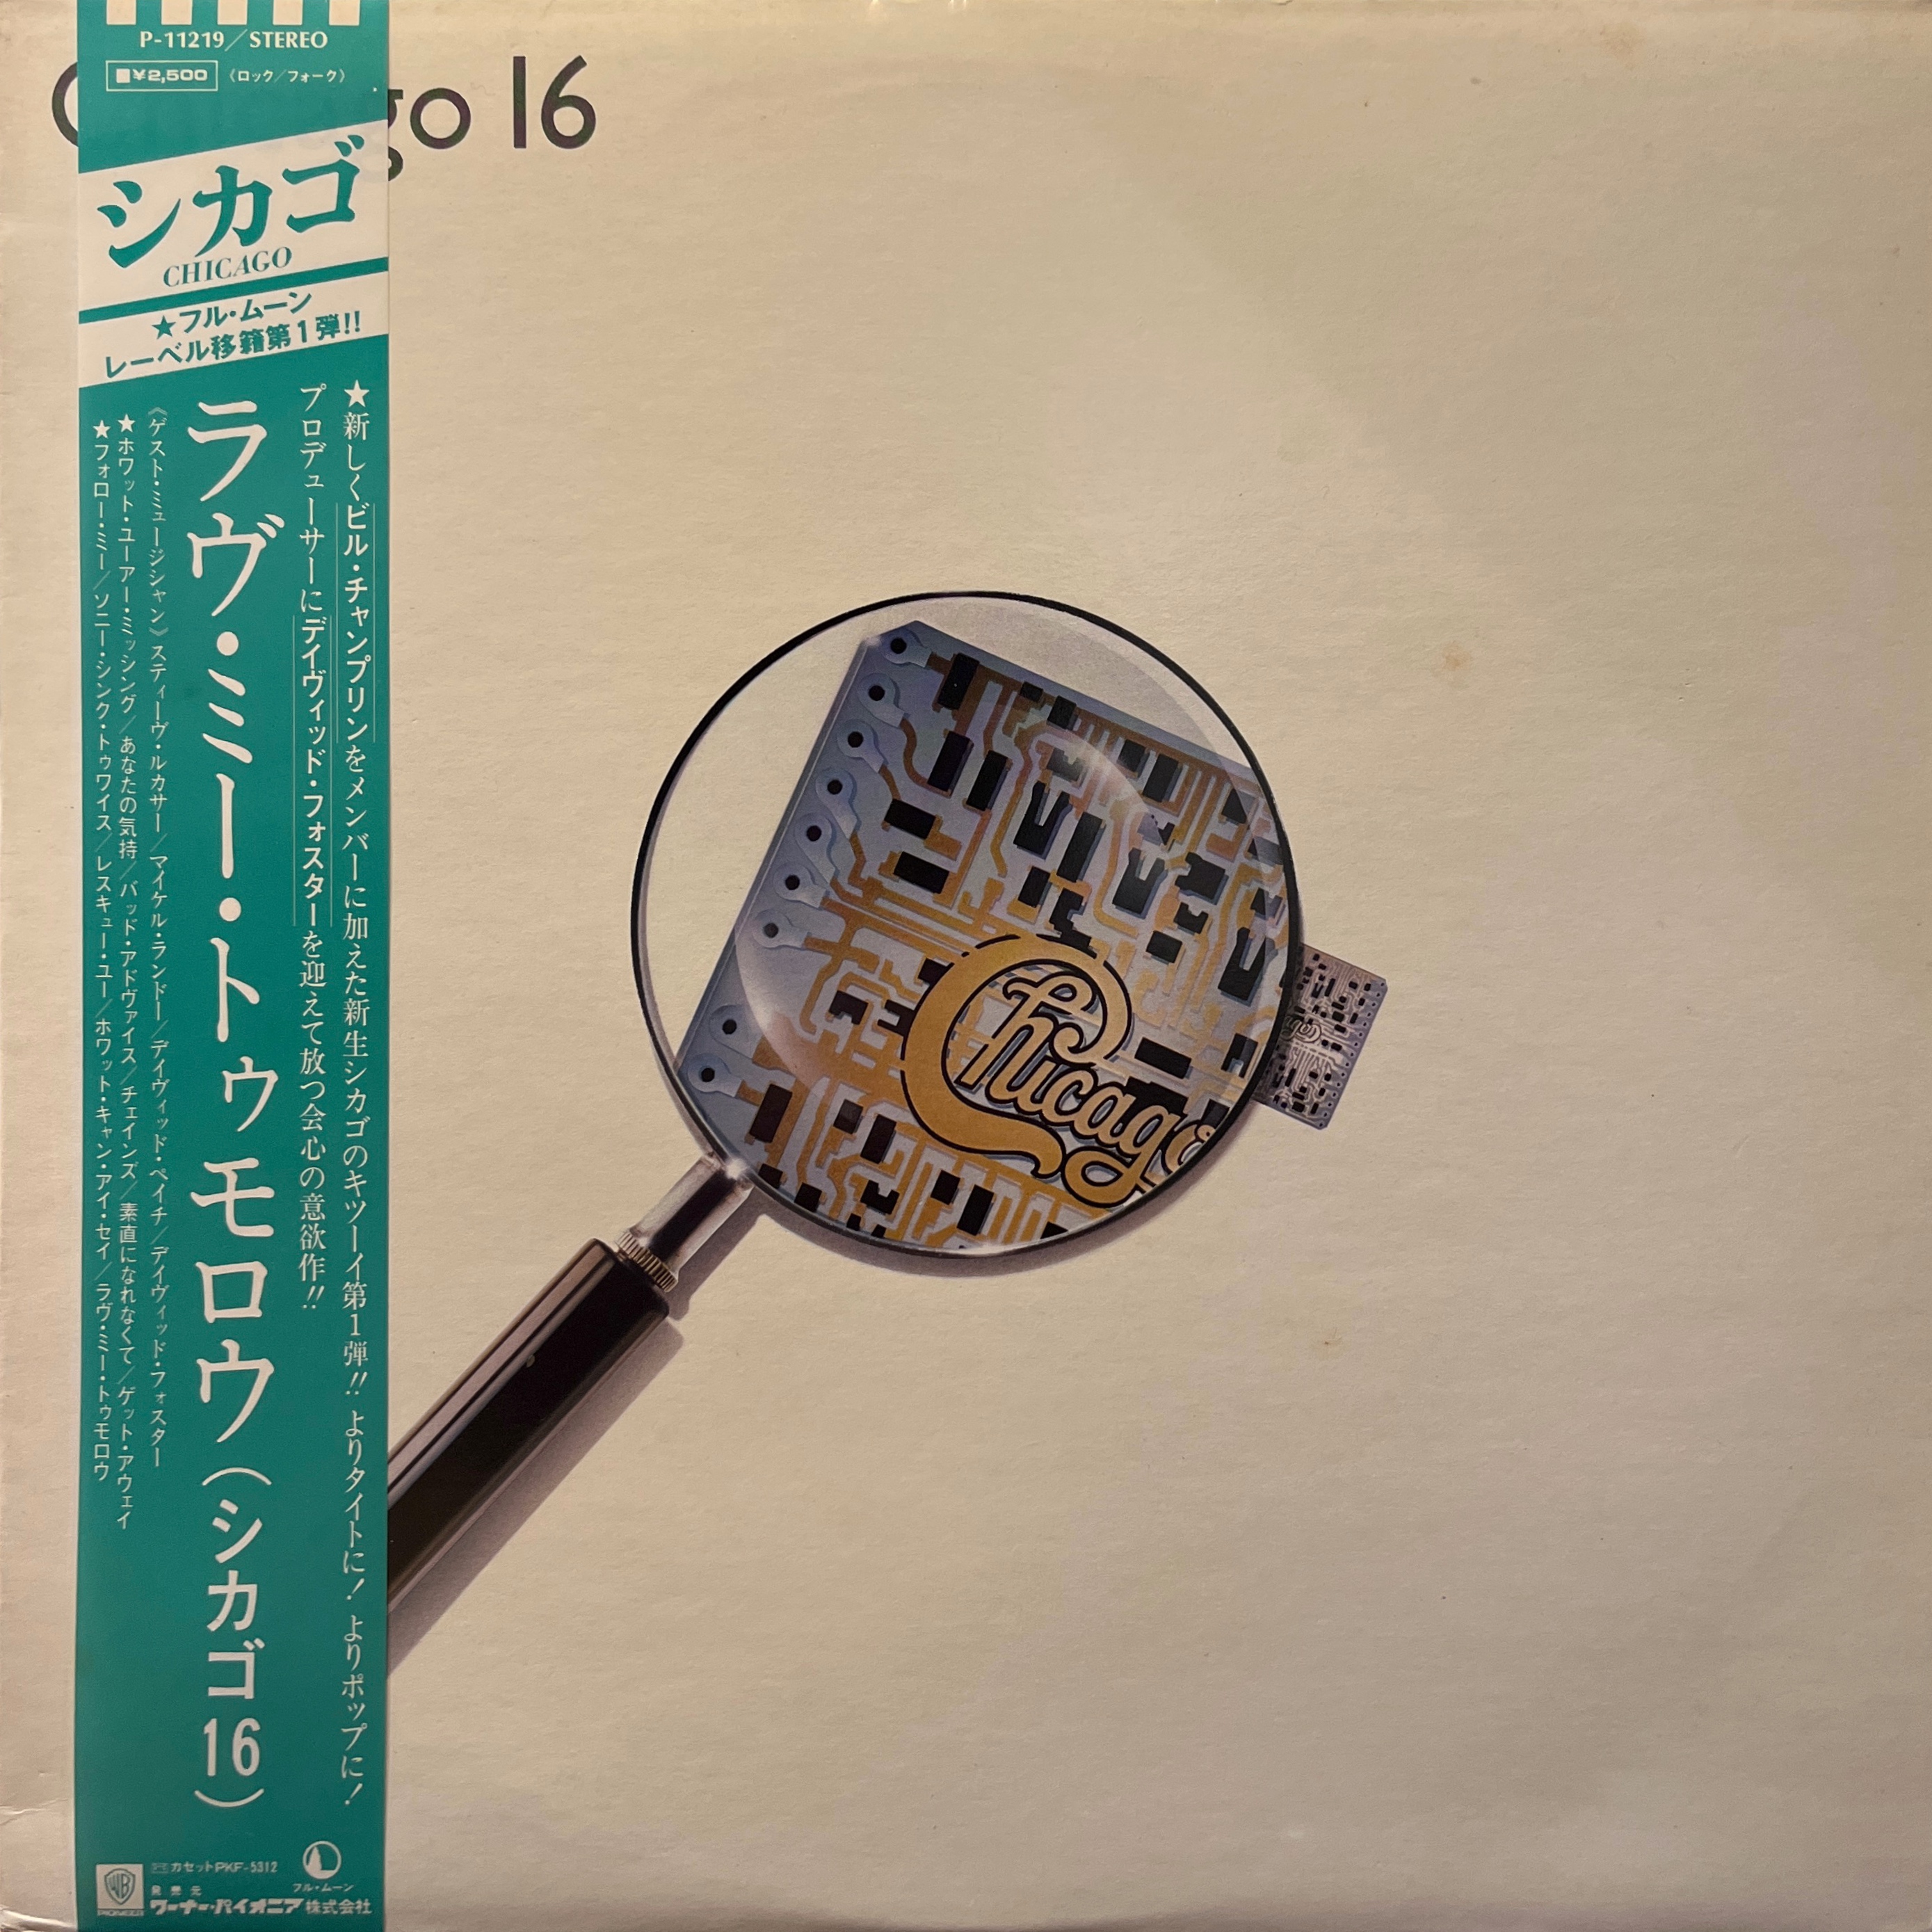 P-11219/STEREO
¥2,500 《ロック/フォーク》
go 16
シカゴ
CHICAGO
★フル・ムーン
レーベル移籍第1弾!!
★新しくビル・チャンプリンをメンバーに加えた新生シカゴのキツーイ第1弾!! よりタイトに! よりポップに!
プロデューサーにデイヴィッド・フォスターを迎えて放つ会心の意欲作!!
ラヴ・ミー・トゥモロウ(シカゴ16)
《ゲスト・ミュージシャン》スティーヴ・ルカサー/マイケル・ランドー/デイヴィッド・ペイチ/デイヴィッド・フォスター
★ホワット・ユーアー・ミッシング/あなたの気持/バッド・アドヴァイス/チェインズ/素直になれなくて/ゲット・アウェイ
★フォロー・ミー/ソニー・シンク・トゥワイス/レスキュー・ユー/ホワット・キャン・アイ・セイ/ラヴ・ミー・トゥモロウ
Chicago
カセットPKF-5312
フル・ムーン
WB
発売元
ワーナー・パイオニア株式会社